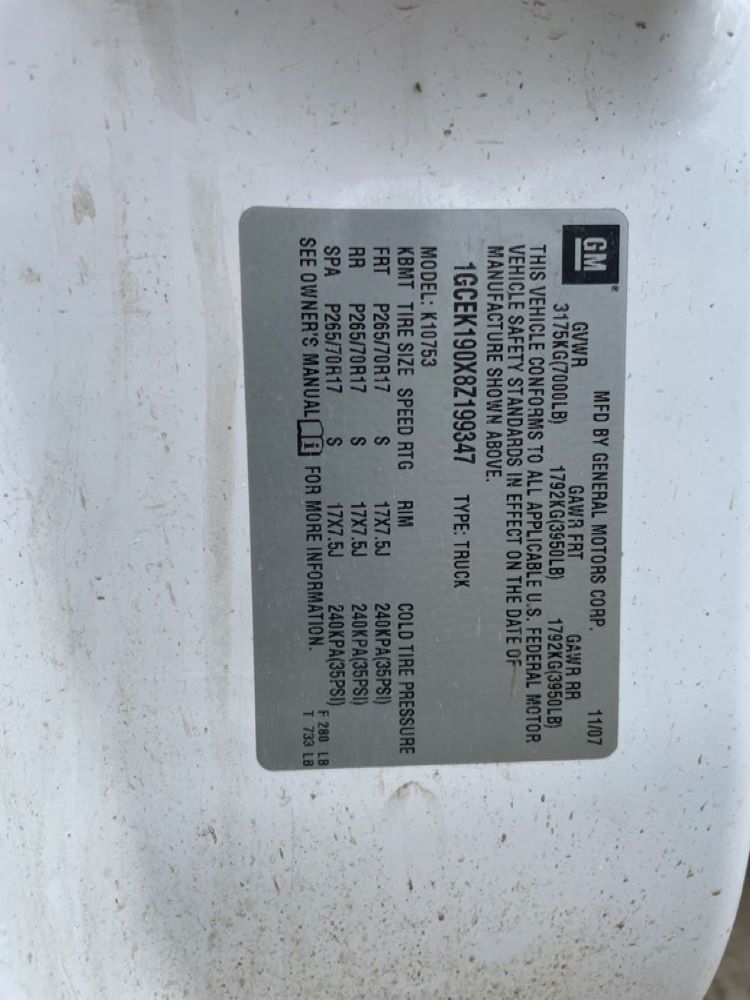 GM®
MFD BY GENERAL MOTORS CORP. 11/07
GVWR GAWR FRT GAWR RR
3175KG(7000LB) 1792KG(3950LB) 1792KG(3950LB)
THIS VEHICLE CONFORMS TO ALL APPLICABLE U.S. FEDERAL MOTOR
VEHICLE SAFETY STANDARDS IN EFFECT ON THE DATE OF
MANUFACTURE SHOWN ABOVE.
1GCEK190X8Z199347 TYPE: TRUCK
MODEL: K10753
KBMT TIRE SIZE SPEED RTG RIM COLD TIRE PRESSURE
FRT P265/70R17 S 17X7.5J 240KPA(35PSI)
RR P265/70R17 S 17X7.5J 240KPA(35PSI)
SPA P265/70R17 S 17X7.5J 240KPA(35PSI)
SEE OWNER'S MANUAL i FOR MORE INFORMATION.
F 280 LB
T 733 LB